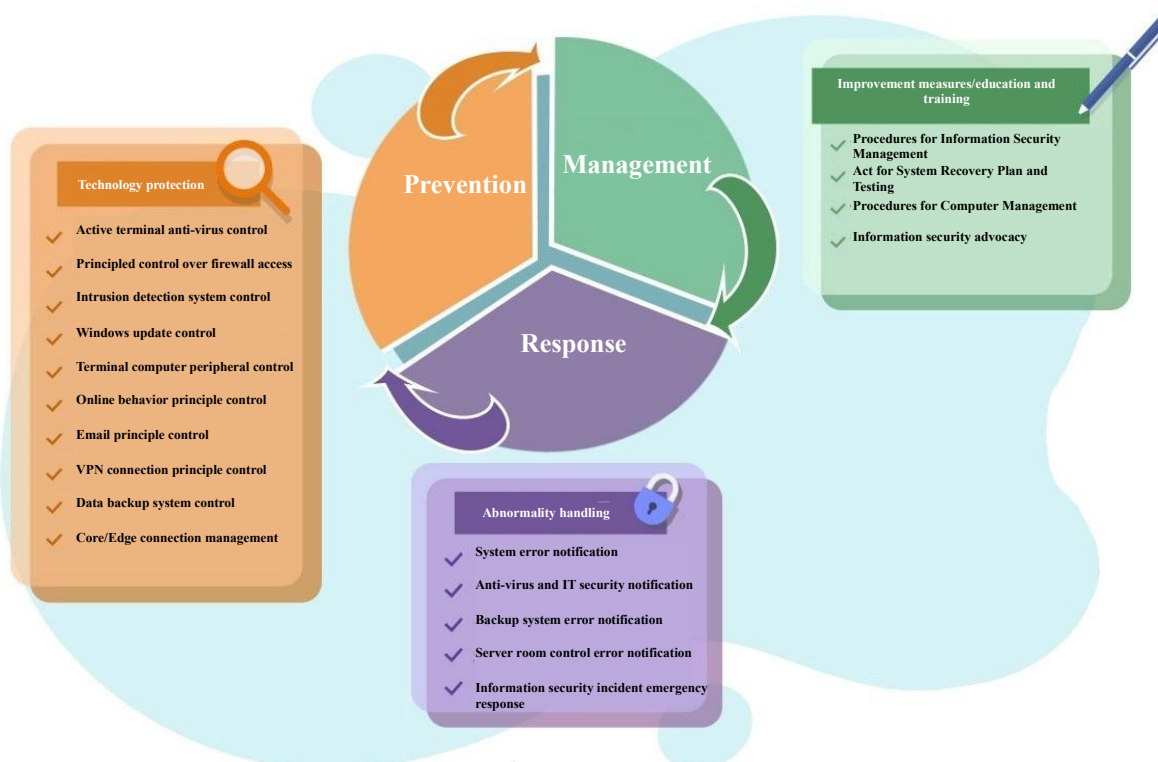 Prevention
Management
Response
Technology protection
Active terminal anti-virus control
Principled control over firewall access
Intrusion detection system control
Windows update control
Terminal computer peripheral control
Online behavior principle control
Email principle control
VPN connection principle control
Data backup system control
Core/Edge connection management
Improvement measures/education and
training
Procedures for Information Security
Management
Act for System Recovery Plan and
Testing
Procedures for Computer Management
Information security advocacy
Abnormality handling
System error notification
Anti-virus and IT security notification
Backup system error notification
Server room control error notification
Information security incident emergency
response